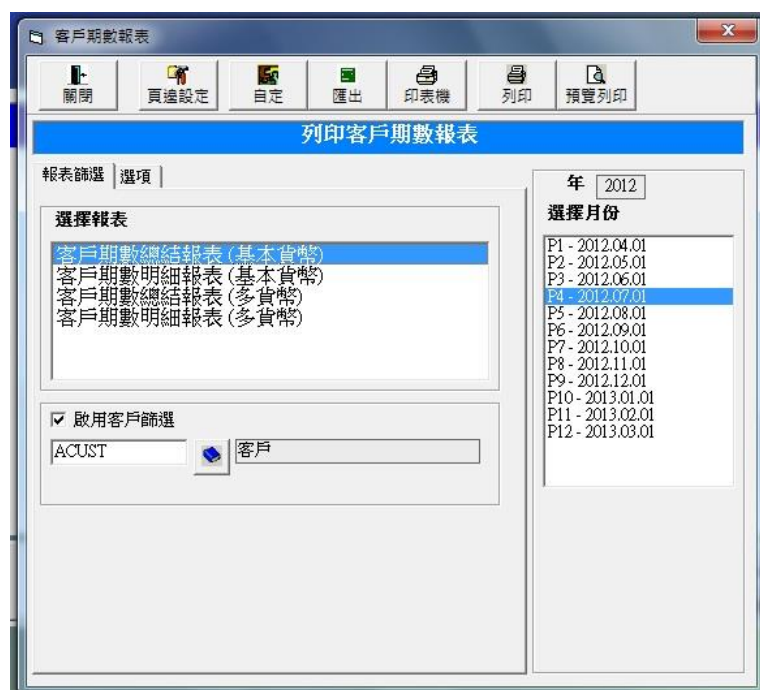 客戶期數報表
關閉 頁邊設定 自定 匯出 印表機 列印 預覽列印
列印客戶期數報表
報表篩選 選項
選擇報表
客戶期數總結報表 (基本貨幣)
客戶期數明細報表 (基本貨幣)
客戶期數總結報表 (多貨幣)
客戶期數明細報表 (多貨幣)
啟用客戶篩選
ACUST 客戶
年 2012
選擇月份
P1 - 2012.04.01
P2 - 2012.05.01
P3 - 2012.06.01
P4 - 2012.07.01
P5 - 2012.08.01
P6 - 2012.09.01
P7 - 2012.10.01
P8 - 2012.11.01
P9 - 2012.12.01
P10 - 2013.01.01
P11 - 2013.02.01
P12 - 2013.03.01